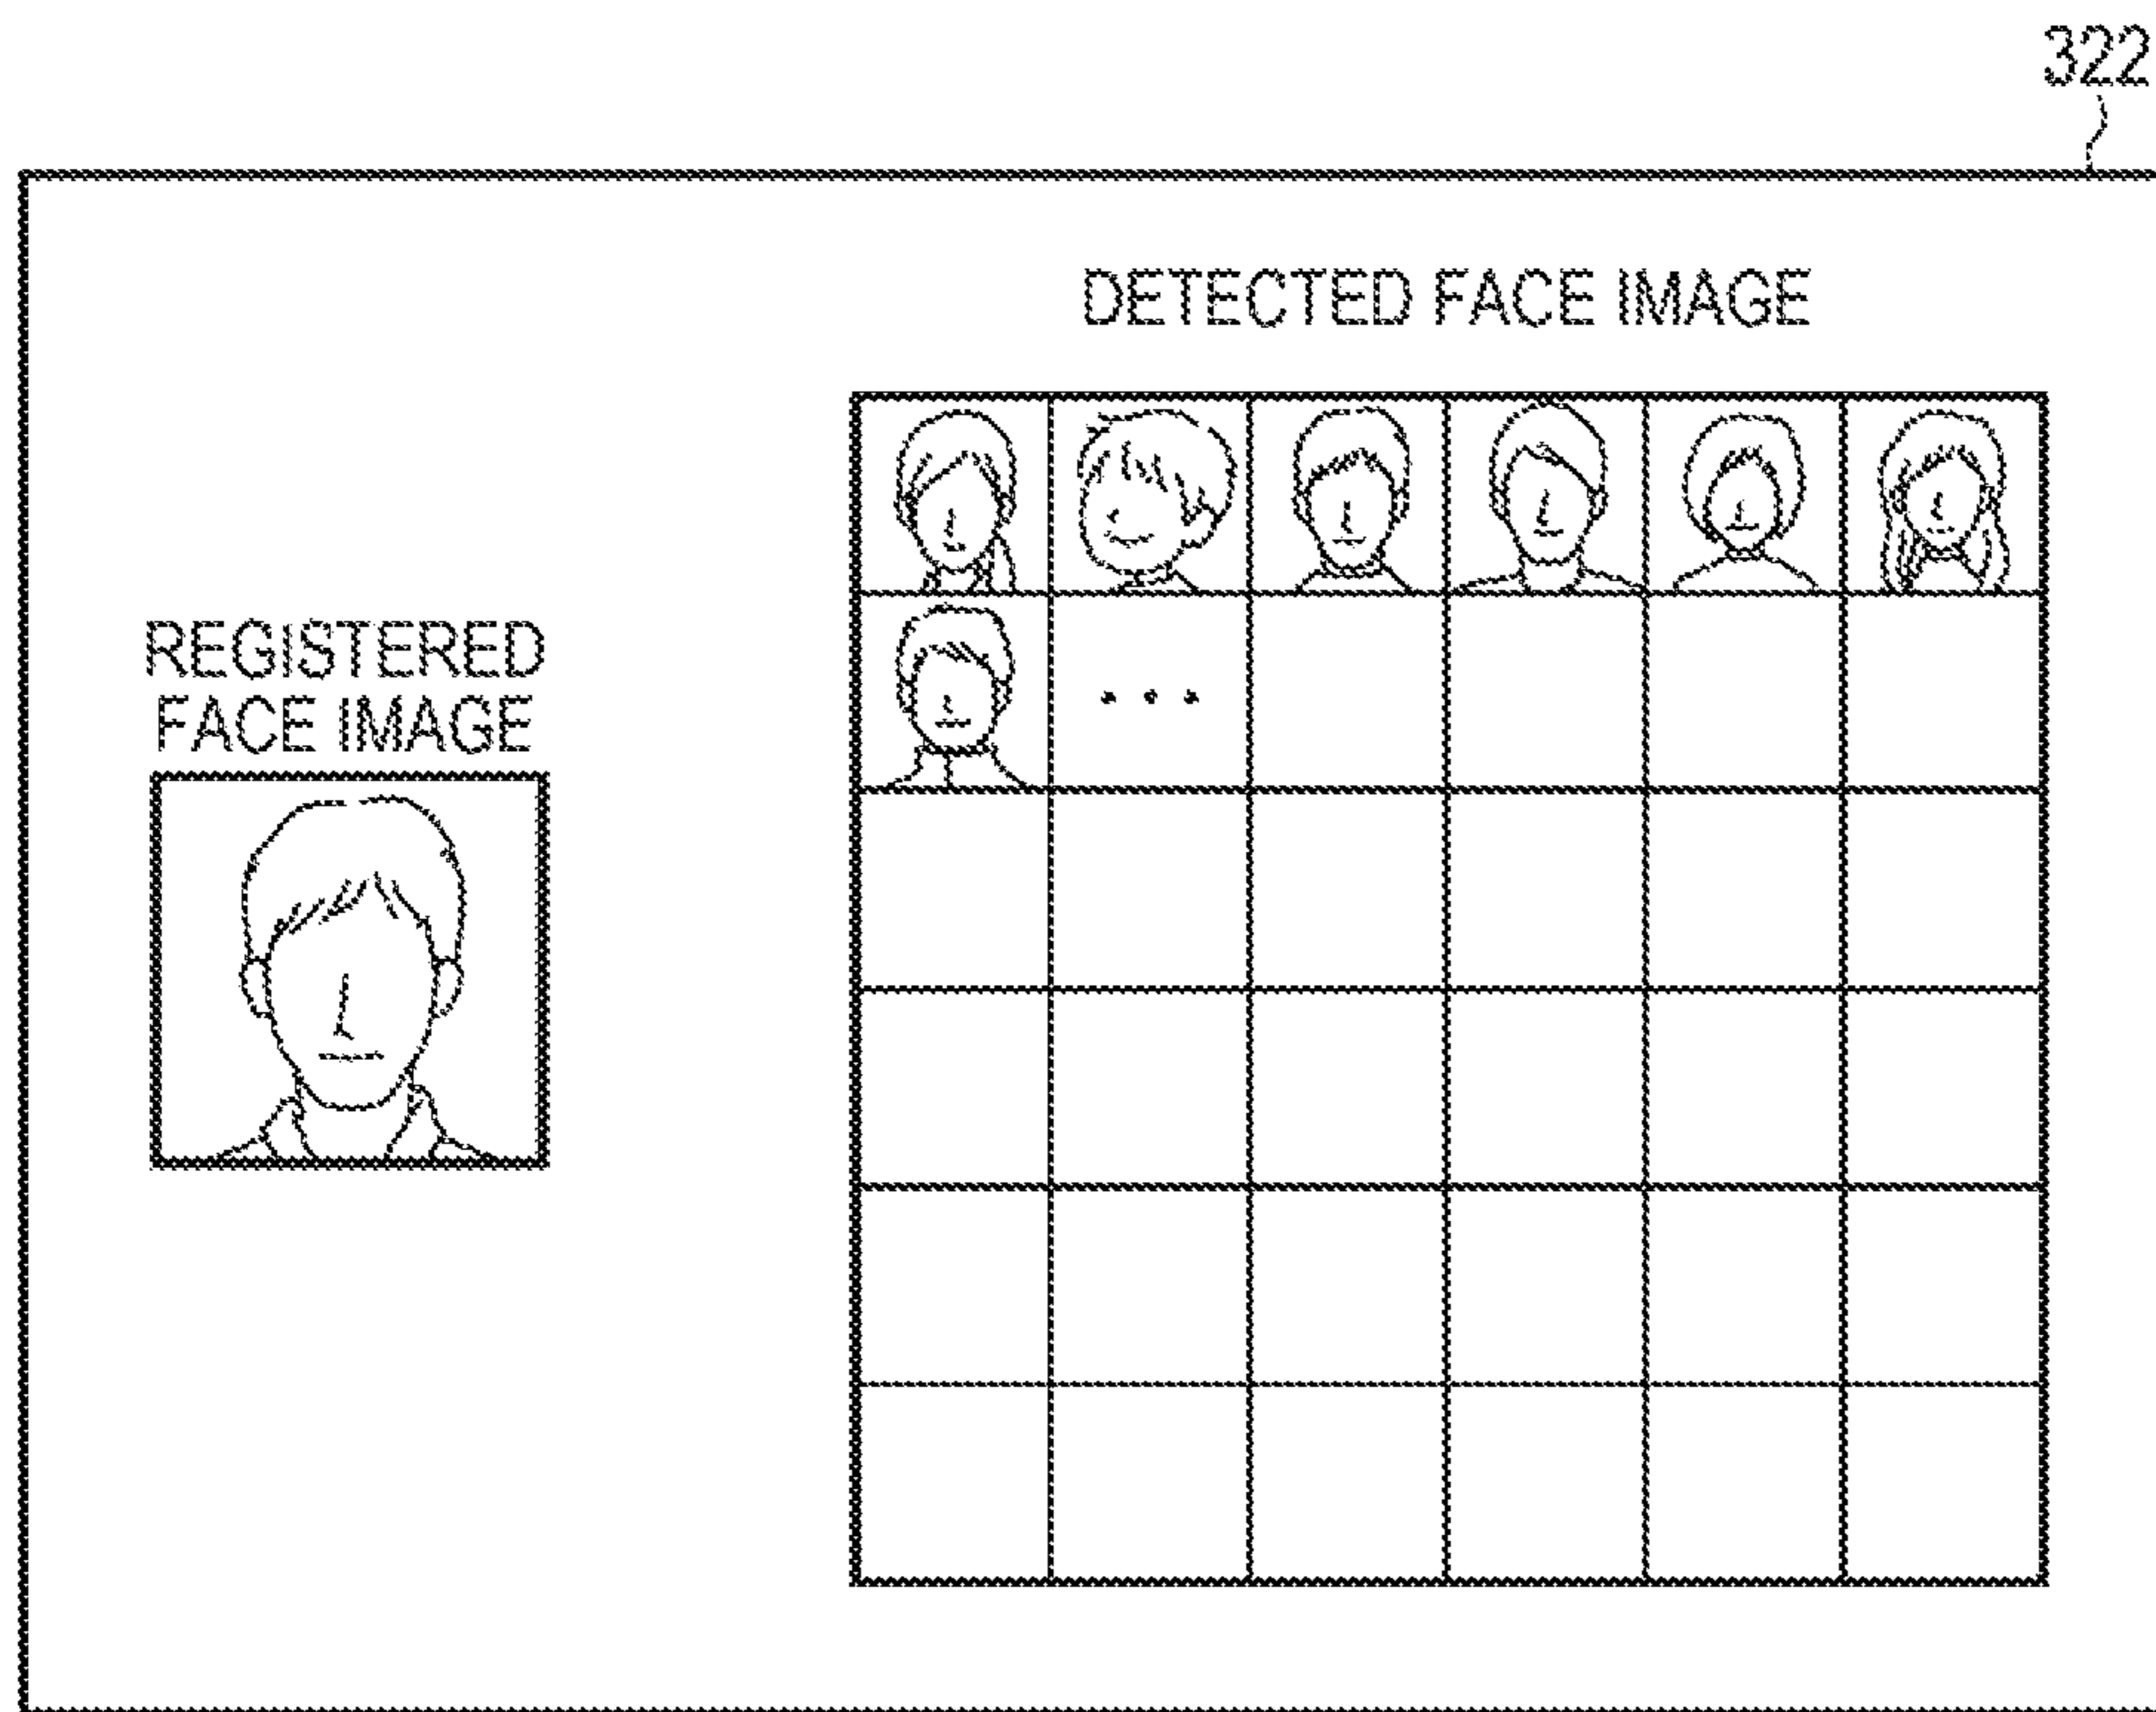 322
DETECTED FACE IMAGE
REGISTERED
FACE IMAGE
. . .